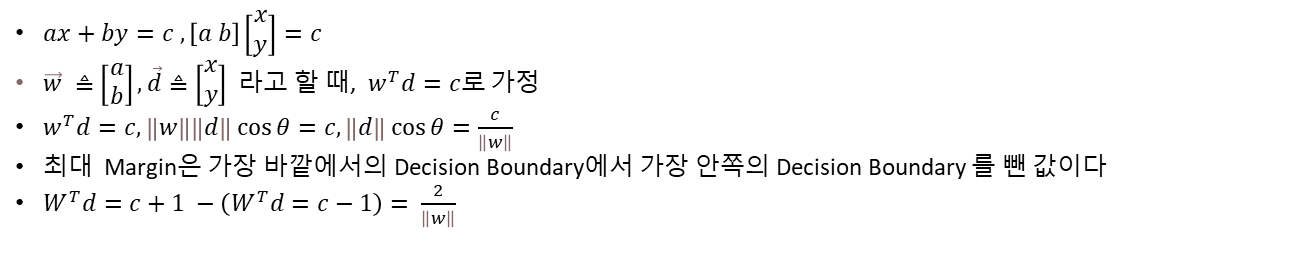 • ax + by = c , [a b] [x y] = c
• w⃗ ≜ [a b] , d⃗ ≜ [x y] 라고 할 때, wᵀd = c로 가정
• wᵀd = c, ‖w‖‖d‖ cos θ = c, ‖d‖ cos θ = c/‖w‖
• 최대 Margin은 가장 바깥에서의 Decision Boundary에서 가장 안쪽의 Decision Boundary 를 뺀 값이다
• Wᵀd = c + 1 − (Wᵀd = c − 1) = 2/‖w‖